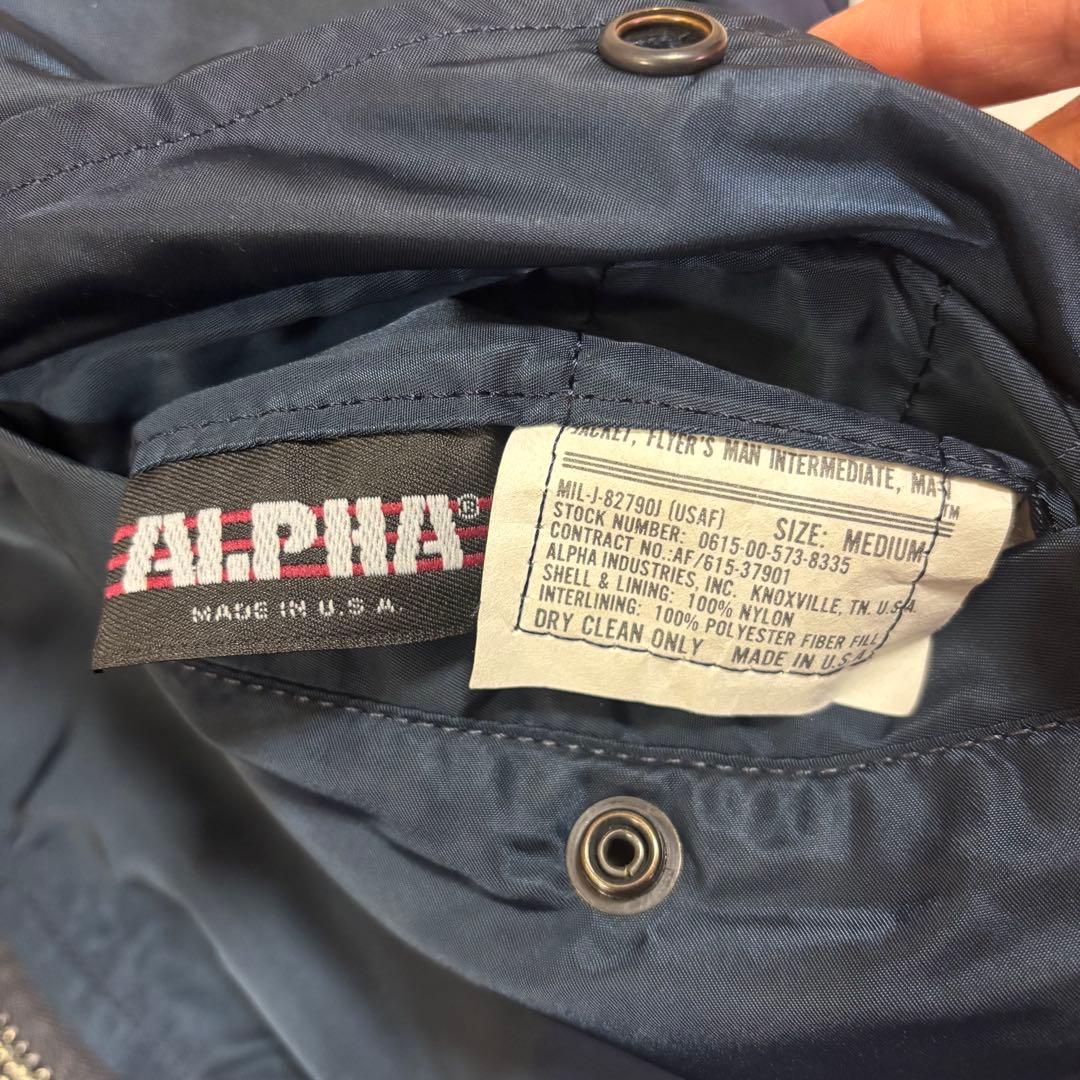 ALPHA®
MADE IN U.S.A.
JACKET, FLYER'S MAN INTERMEDIATE, MA-1
™
MIL-J-82790J (USAF) SIZE: MEDIUM
STOCK NUMBER: 0615-00-573-8335
CONTRACT NO.:AF/615-37901
ALPHA INDUSTRIES, INC. KNOXVILLE, TN. U.S.A.
SHELL & LINING: 100% NYLON
INTERLINING: 100% POLYESTER FIBER FILL
DRY CLEAN ONLY MADE IN U.S.A.